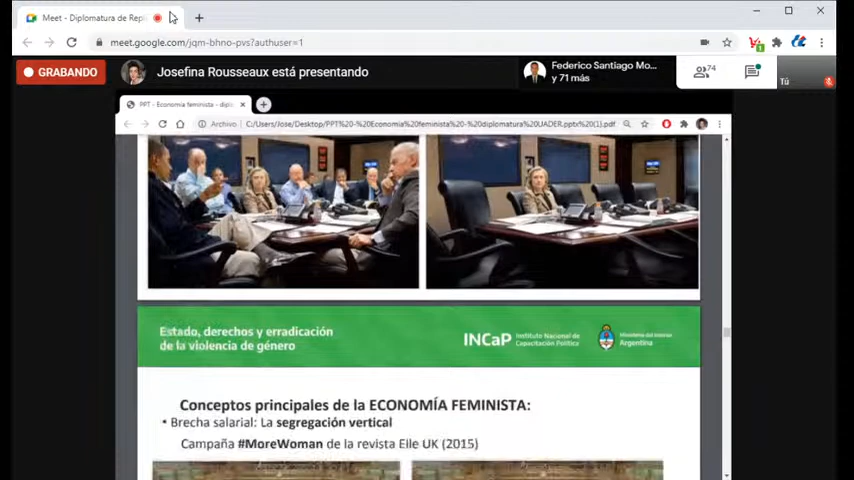 Meet - Diplomatura de Rep
meet.google.com/jqm-bhno-pvs?authuser=1
GRABANDO
Josefina Rousseaux está presentando
Federico Santiago Mo...
y 71 más
74
Tú
PPT - Economía feminista - dipl
Archivo
C:/Users/Jose/Desktop/PPT%20-%20Economia%20feminista%20-%20diplomatura%20UADER.pptx%20(1).pdf
Estado, derechos y erradicación
de la violencia de género
INCaP
Instituto Nacional de
Capacitación Política
Ministerio del Interior
Argentina
Conceptos principales de la ECONOMÍA FEMINISTA:
• Brecha salarial: La segregación vertical
Campaña #MoreWoman de la revista Elle UK (2015)